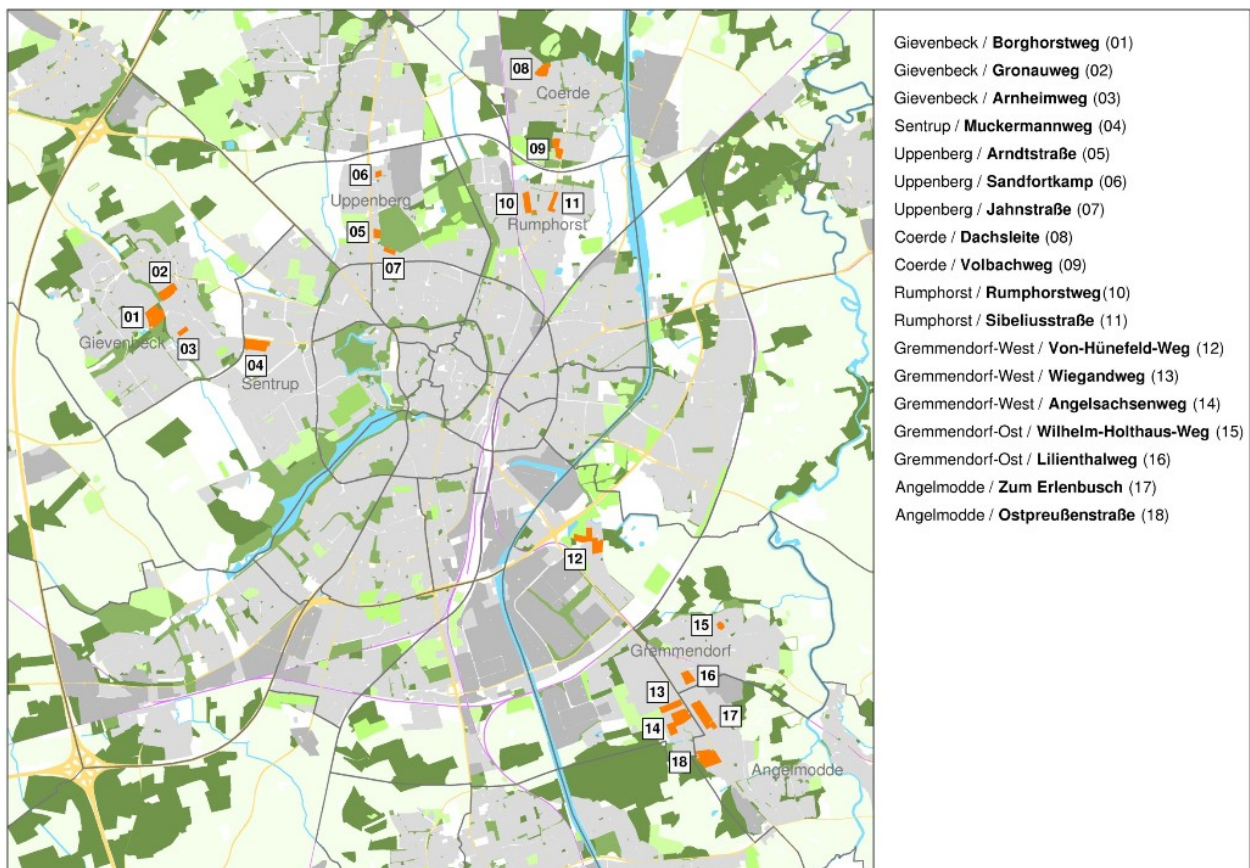 08
Coerde
09
06
Uppenberg
10
11
Rumphorst
05
07
02
01
Gievenbeck
03
04
Sentrup
12
15
Gremmendorf
16
13
17
14
18
Angelmodde
Gievenbeck / Borghorstweg (01)
Gievenbeck / Gronauweg (02)
Gievenbeck / Arnheimweg (03)
Sentrup / Muckermannweg (04)
Uppenberg / Arndtstraße (05)
Uppenberg / Sandfortkamp (06)
Uppenberg / Jahnstraße (07)
Coerde / Dachsleite (08)
Coerde / Volbachweg (09)
Rumphorst / Rumphorstweg(10)
Rumphorst / Sibeliusstraße (11)
Gremmendorf-West / Von-Hünefeld-Weg (12)
Gremmendorf-West / Wiegandweg (13)
Gremmendorf-West / Angelsachsenweg (14)
Gremmendorf-Ost / Wilhelm-Holthaus-Weg (15)
Gremmendorf-Ost / Lilienthalweg (16)
Angelmodde / Zum Erlenbusch (17)
Angelmodde / Ostpreußenstraße (18)